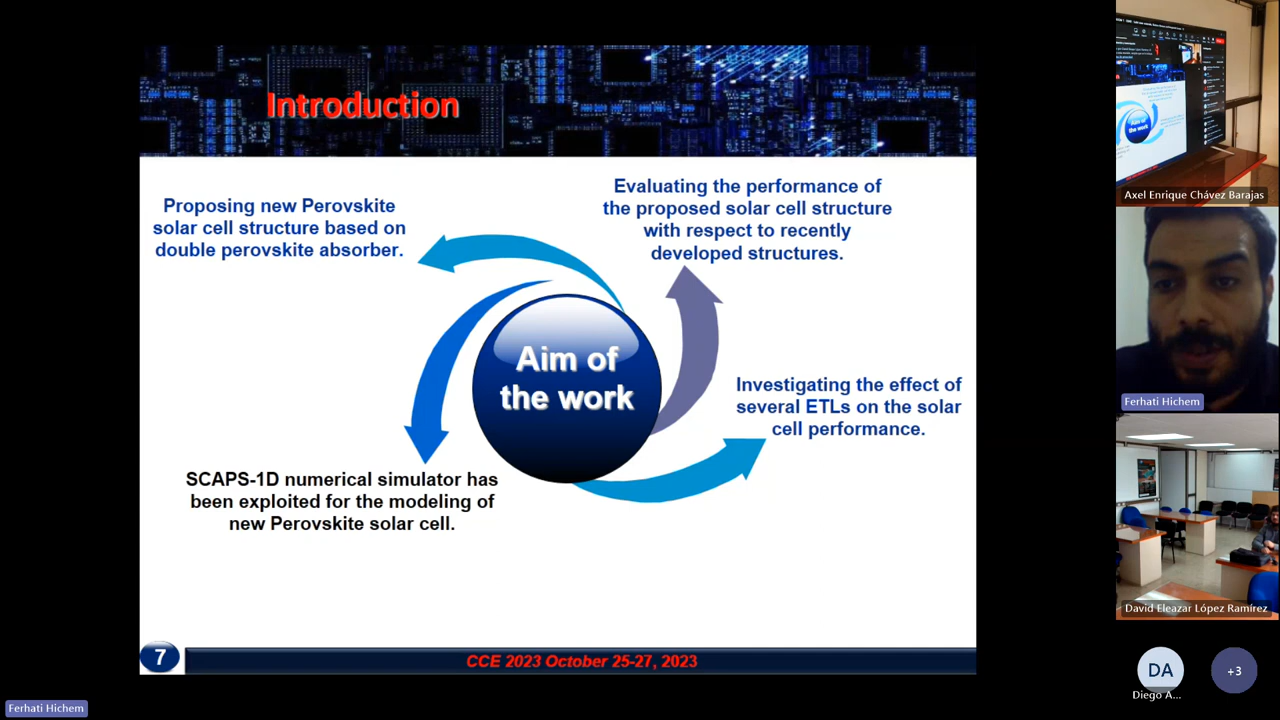 Introduction
Proposing new Perovskite
solar cell structure based on
double perovskite absorber.
Evaluating the performance of
the proposed solar cell structure
with respect to recently
developed structures.
Aim of
the work
Investigating the effect of
several ETLs on the solar
cell performance.
SCAPS-1D numerical simulator has
been exploited for the modeling of
new Perovskite solar cell.
7
CCE 2023 October 25-27, 2023
Ferhati Hichem
Aim of
the work
Axel Enrique Chávez Barajas
Ferhati Hichem
David Eleazar López Ramírez
DA
Diego A...
+3